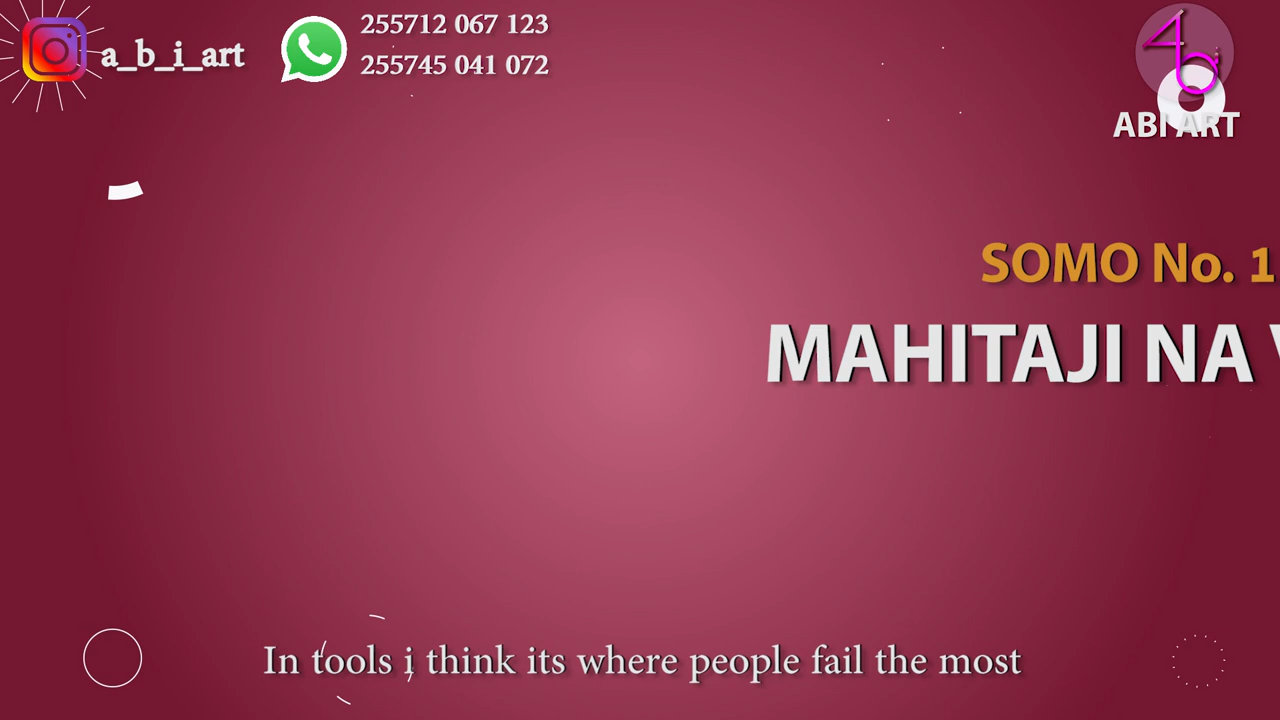 a_b_i_art
255712 067 123
255745 041 072
ABI ART
SOMO No. 1
MAHITAJI NA
In tools i think its where people fail the most